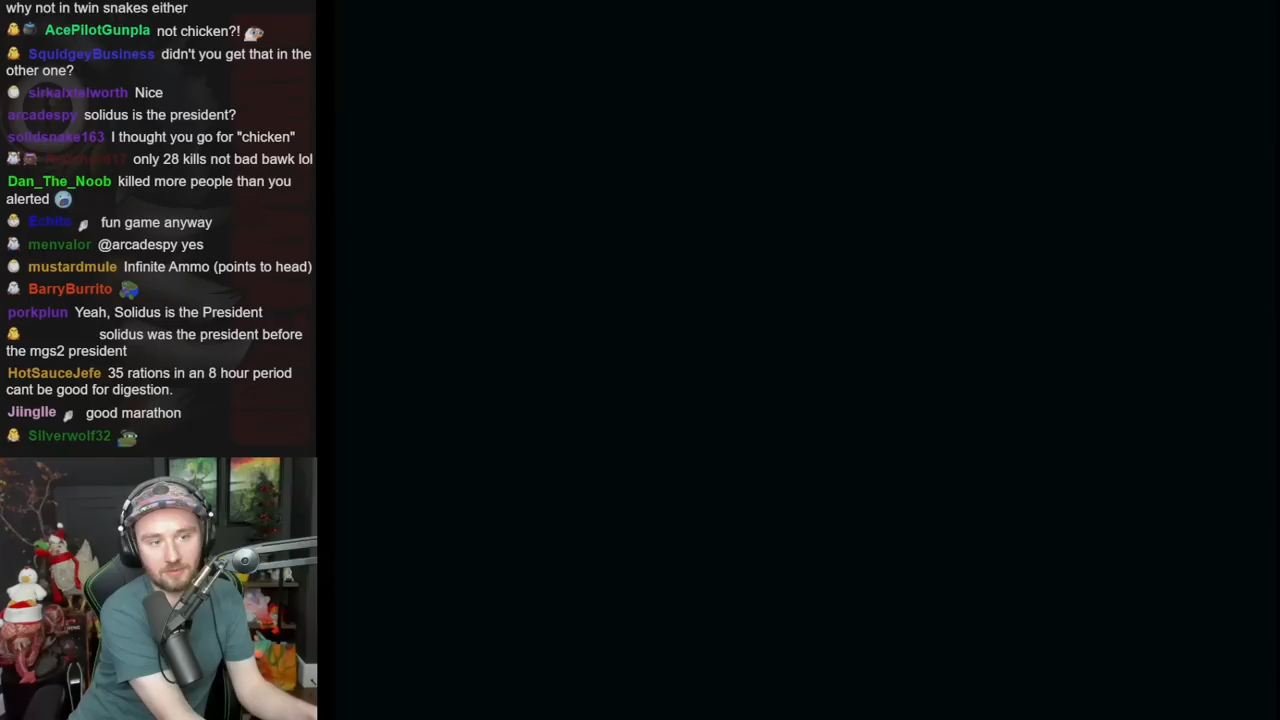 why not in twin snakes either
AcePilotGunpla not chicken?!
SquidgeyBusiness didn't you get that in the
other one?
sirkaixtelworth Nice
arcadespy solidus is the president?
solidsnake163 I thought you go for "chicken"
only 28 kills not bad bawk lol
Dan_The_Noob killed more people than you
alerted
Echilo fun game anyway
menvalor @arcadespy yes
mustardmule Infinite Ammo (points to head)
BarryBurrito
porkplun Yeah, Solidus is the President
solidus was the president before
the mgs2 president
HotSauceJefe 35 rations in an 8 hour period
cant be good for digestion.
Jiinglle good marathon
Silverwolf32